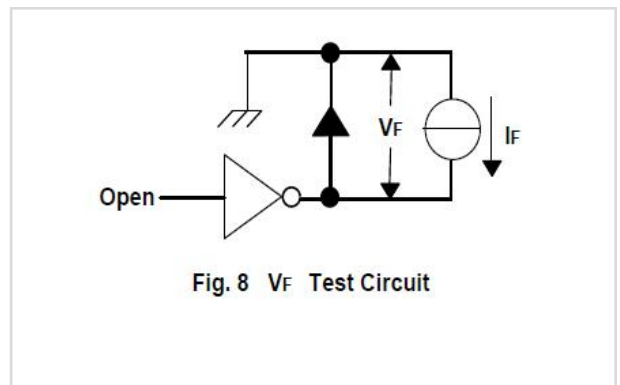 VF
IF
Open
Fig. 8 VF Test Circuit